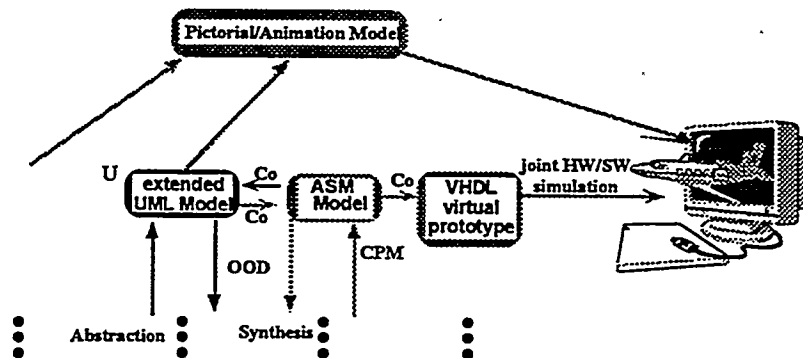 Pictorial/Animation Model
U
extended
UML Model
Co
Co
ASM
Model
Co
VHDL
virtual
prototype
joint HW/SW
simulation
OOD
CPM
Abstraction
Synthesis